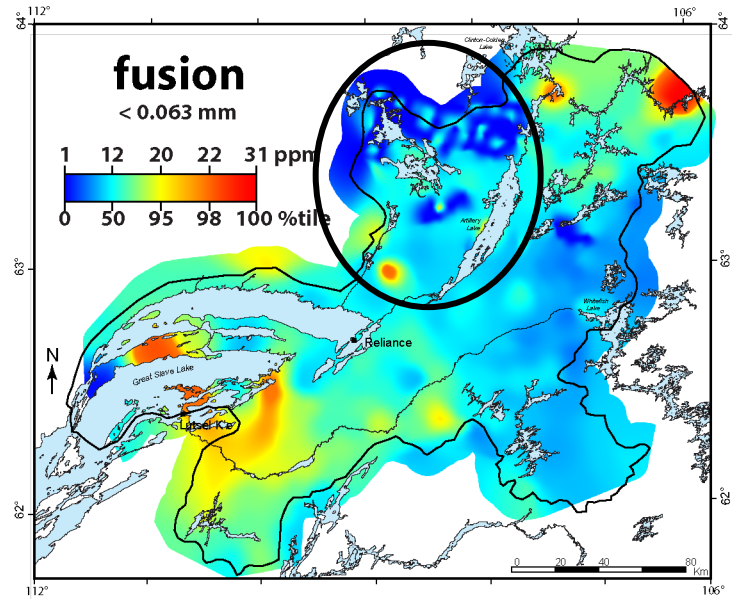 112°
106°
64°
64°
fusion
< 0.063 mm
1 12 20 22 31 ppm
0 50 95 98 100 %tile
Clinton-Colden
Lake
Artillery
Lake
63°
63°
Whitefish
Lake
N
Reliance
Great Slave Lake
Lutsel K'e
62°
62°
0 20 40 80
Km
112°
106°